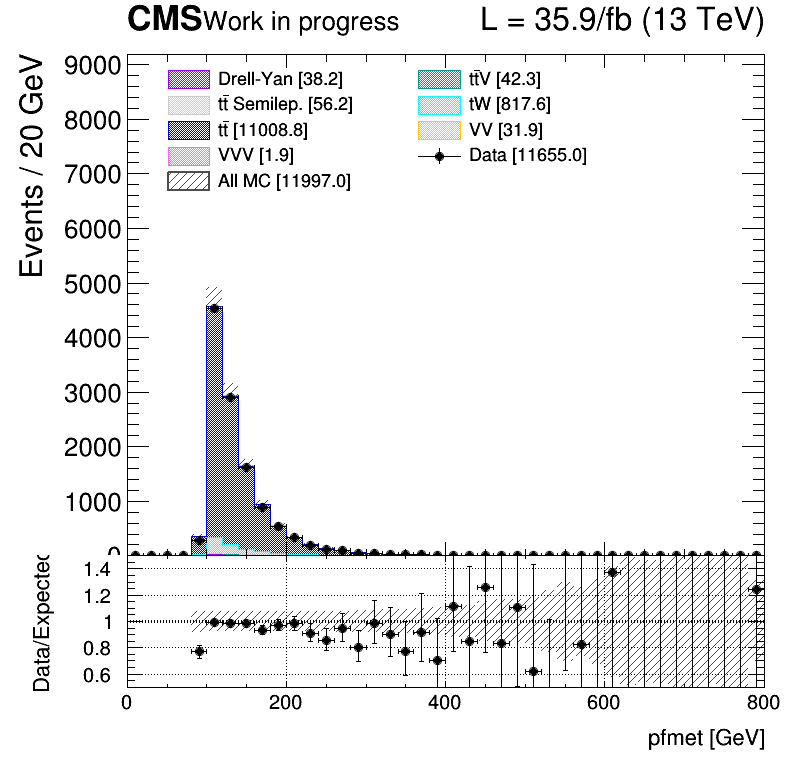 CMS Work in progress L = 35.9/fb (13 TeV)
Events / 20 GeV
9000
8000
7000
6000
5000
4000
3000
2000
1000
0
Drell-Yan [38.2]
tt̄ Semilep. [56.2]
tt̄ [11008.8]
VVV [1.9]
All MC [11997.0]
tt̄V [42.3]
tW [817.6]
VV [31.9]
Data [11655.0]
Data/Expected
1.4
1.2
1
0.8
0.6
0 200 400 600 800
pfmet [GeV]